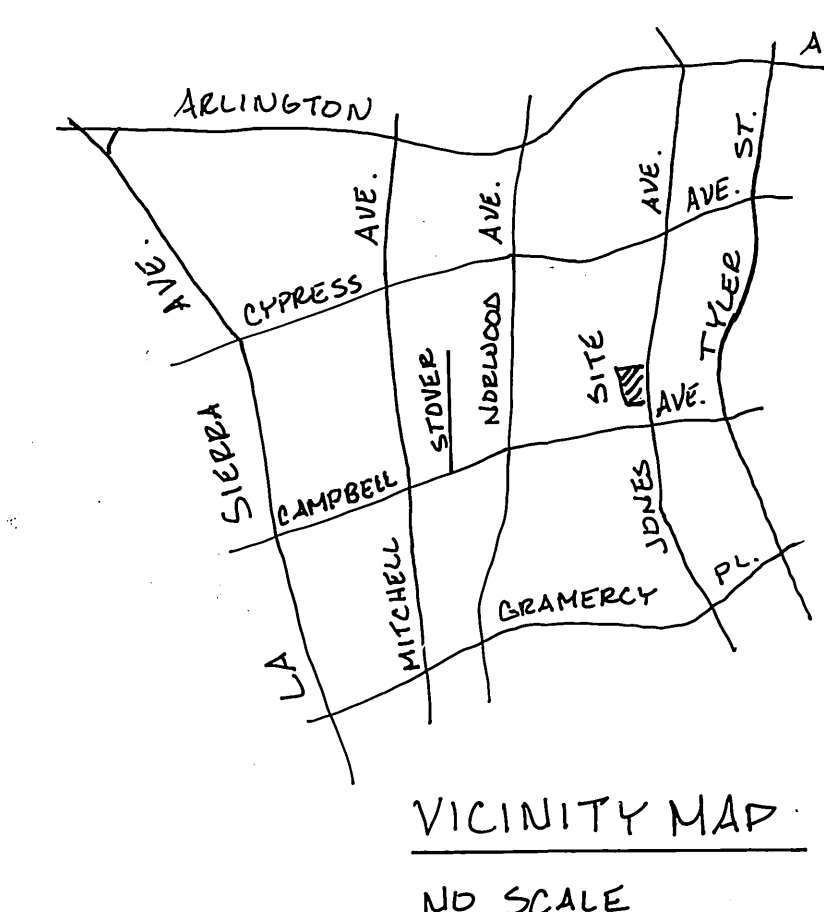 A
ARLINGTON
CYPRESS AVE.
CAMPBELL AVE.
GRAMERCY PL.
LA SIERRA AVE.
MITCHELL AVE.
STOVER
NORWOOD AVE.
SITE
JONES AVE.
TYLER ST.
VICINITY MAP
NO SCALE